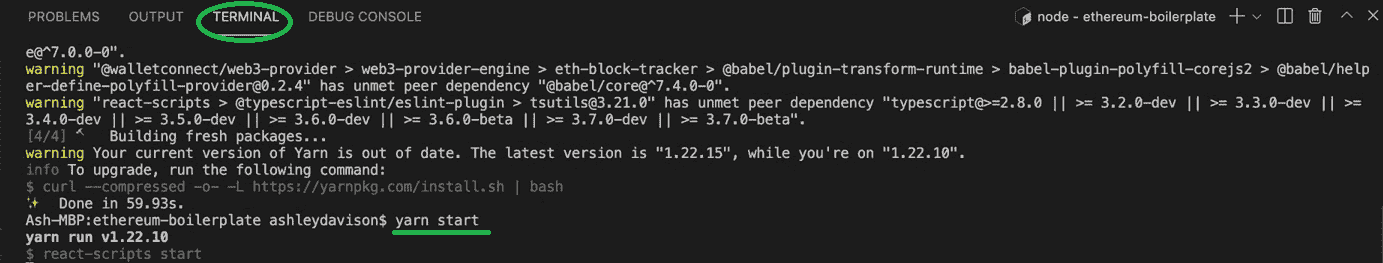 PROBLEMS OUTPUT TERMINAL DEBUG CONSOLE node - ethereum-boilerplate
e@^7.0.0-0".
warning "@walletconnect/web3-provider > web3-provider-engine > eth-block-tracker > @babel/plugin-transform-runtime > babel-plugin-polyfill-corejs2 > @babel/help
er-define-polyfill-provider@0.2.4" has unmet peer dependency "@babel/core@^7.4.0-0".
warning "react-scripts > @typescript-eslint/eslint-plugin > tsutils@3.21.0" has unmet peer dependency "typescript@>=2.8.0 || >= 3.2.0-dev || >= 3.3.0-dev || >=
3.4.0-dev || >= 3.5.0-dev || >= 3.6.0-dev || >= 3.6.0-beta || >= 3.7.0-dev || >= 3.7.0-beta".
[4/4] Building fresh packages...
warning Your current version of Yarn is out of date. The latest version is "1.22.15", while you're on "1.22.10".
info To upgrade, run the following command:
$ curl --compressed -o- -L https://yarnpkg.com/install.sh | bash
Done in 59.93s.
Ash-MBP:ethereum-boilerplate ashleydavison$ yarn start
yarn run v1.22.10
$ react-scripts start